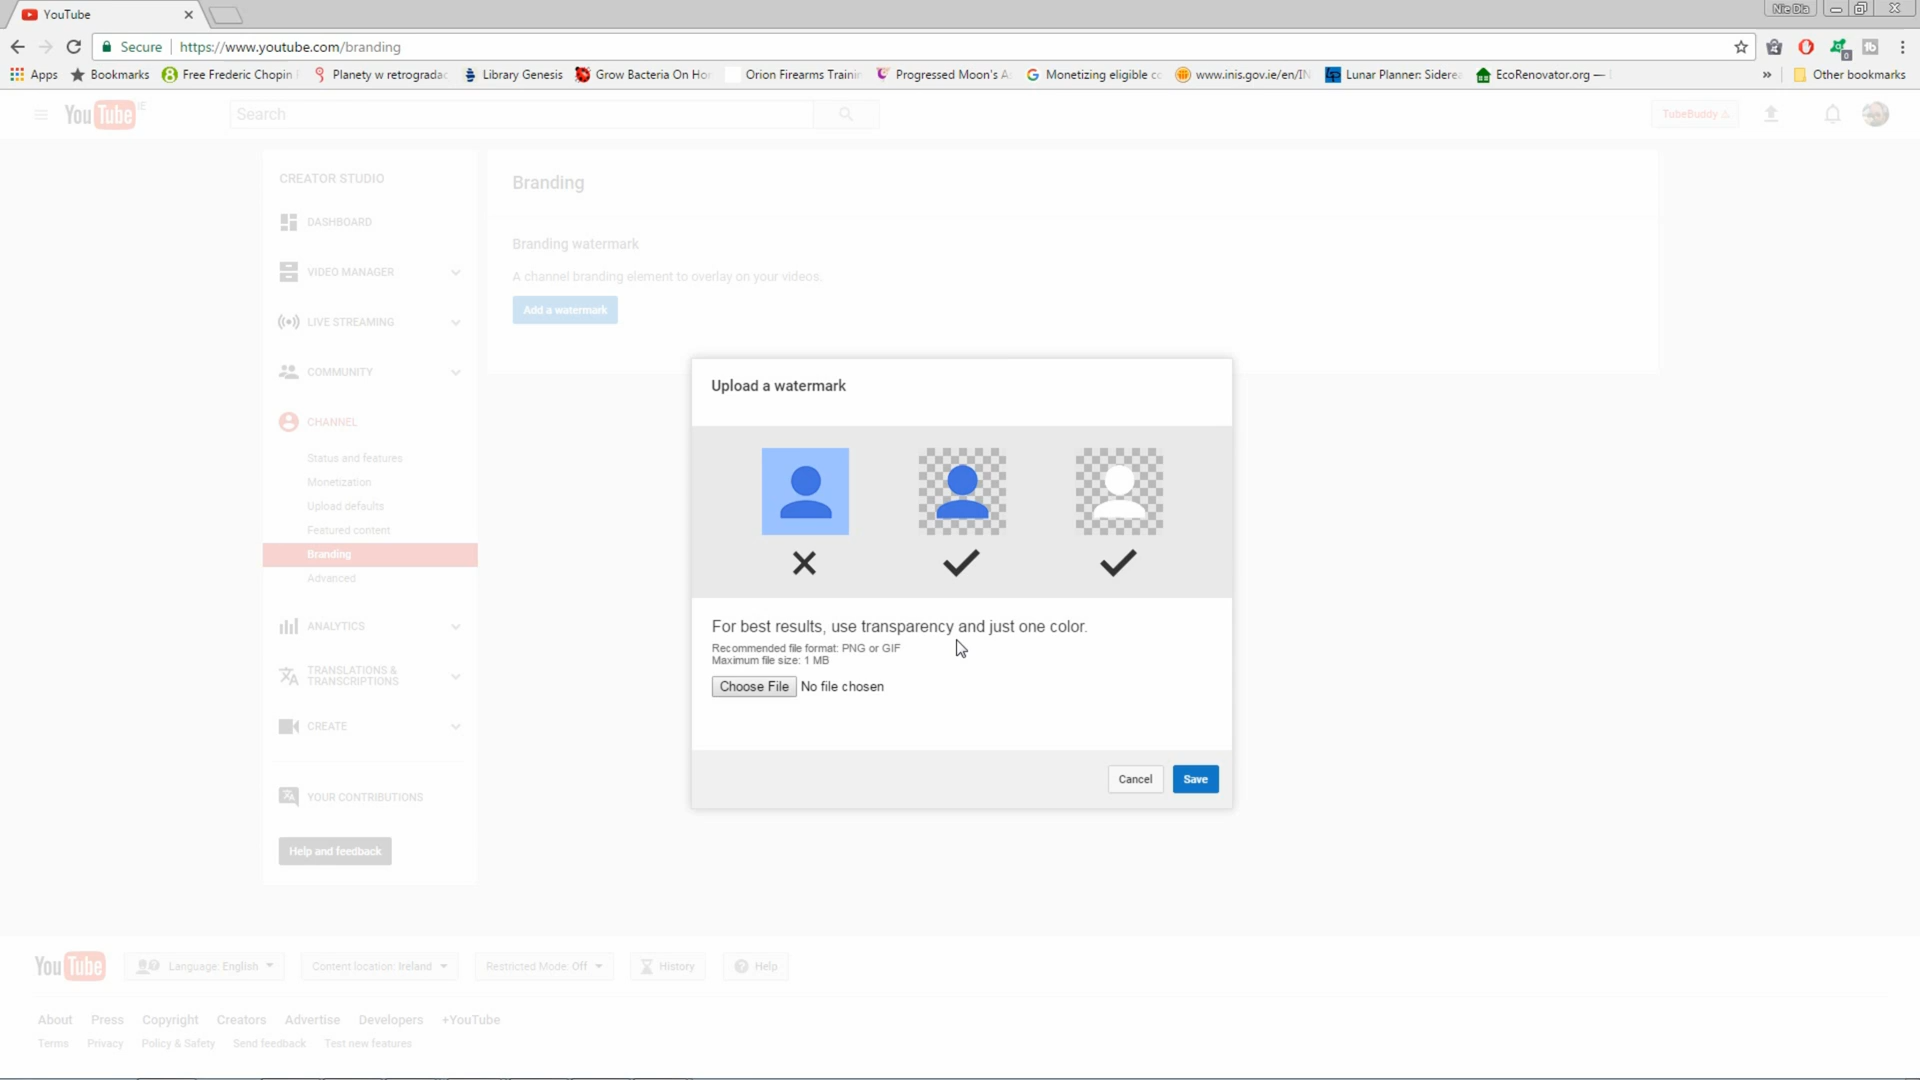 YouTube
Nie Dla
Secure | https://www.youtube.com/branding
Apps Bookmarks Free Frederic Chopin Planety w retrogradac Library Genesis Grow Bacteria On Ho Orion Firearms Trainin Progressed Moon's A Monetizing eligible co www.inis.gov.ie/en/IN Lunar Planner: Sidere EcoRenovator.org — » Other bookmarks
YouTube IE Search TubeBuddy
CREATOR STUDIO
DASHBOARD
VIDEO MANAGER
LIVE STREAMING
COMMUNITY
CHANNEL
Status and features
Monetization
Upload defaults
Featured content
Branding
Advanced
ANALYTICS
TRANSLATIONS &
TRANSCRIPTIONS
CREATE
YOUR CONTRIBUTIONS
Help and feedback
Branding
Branding watermark
A channel branding element to overlay on your videos.
Add a watermark
Upload a watermark
For best results, use transparency and just one color.
Recommended file format: PNG or GIF
Maximum file size: 1 MB
Choose File No file chosen
Cancel Save
YouTube Language: English Content location: Ireland Restricted Mode: Off History Help
About Press Copyright Creators Advertise Developers +YouTube
Terms Privacy Policy & Safety Send feedback Test new features